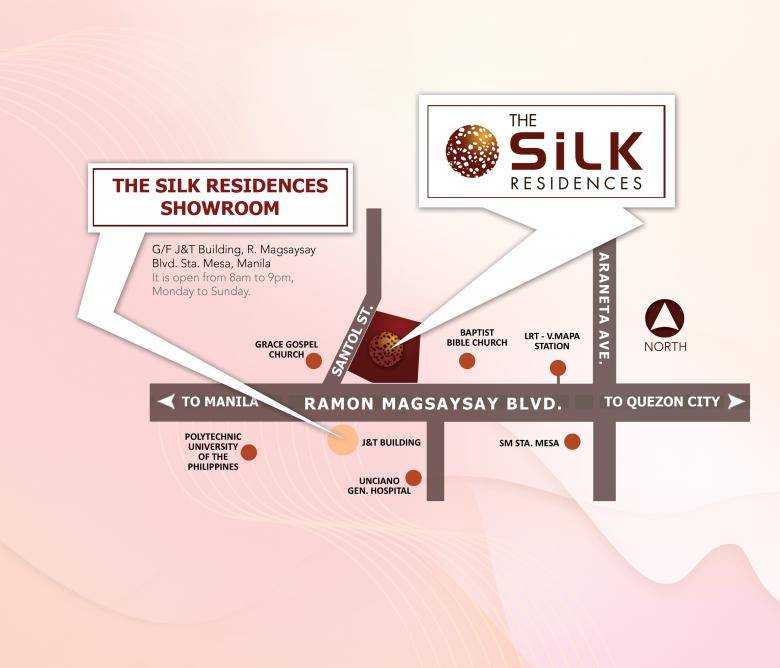 THE
SiLK
RESIDENCES
THE SILK RESIDENCES
SHOWROOM
G/F J&T Building, R. Magsaysay
Blvd. Sta. Mesa, Manila
It is open from 8am to 9pm,
Monday to Sunday.
ARANETA AVE.
SANTOL ST.
NORTH
GRACE GOSPEL
CHURCH
BAPTIST
BIBLE CHURCH
LRT - V.MAPA
STATION
TO MANILA
RAMON MAGSAYSAY BLVD.
TO QUEZON CITY
POLYTECHNIC
UNIVERSITY
OF THE
PHILIPPINES
J&T BUILDING
SM STA. MESA
UNCIANO
GEN. HOSPITAL